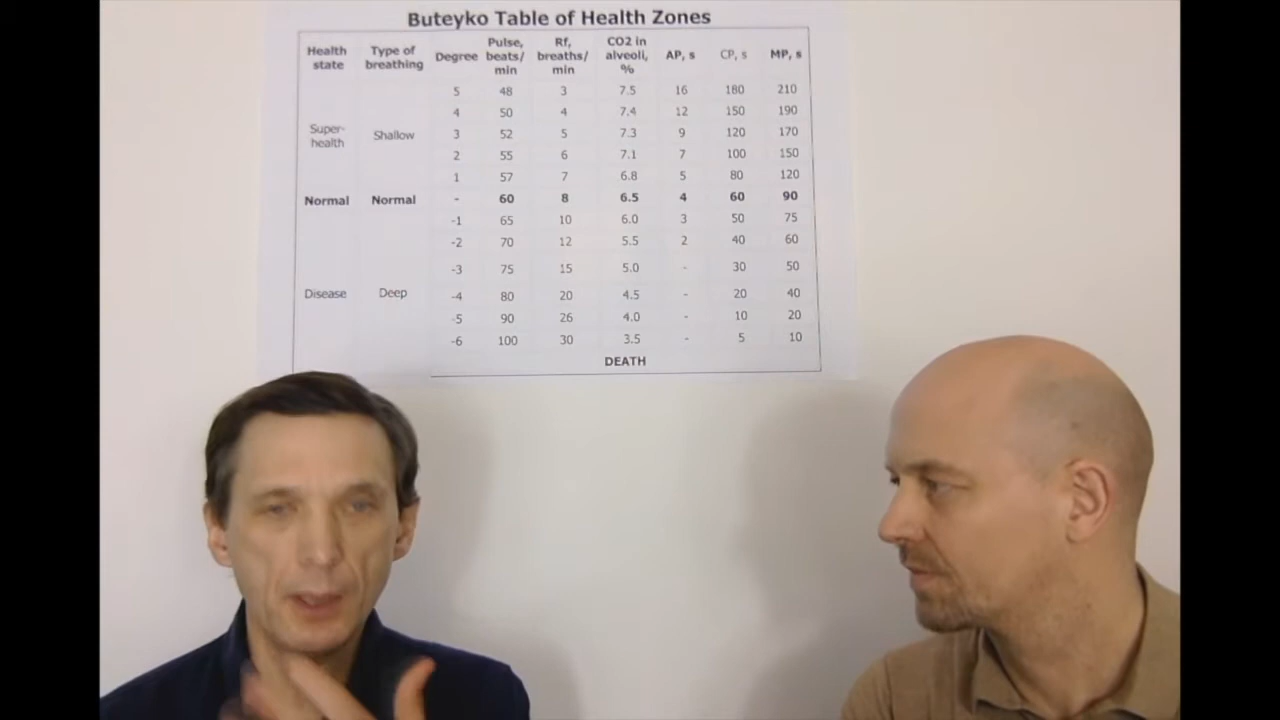 Buteyko Table of Health Zones
Health state Type of breathing Degree Pulse, beats/ min Rf, breaths/ min CO2 in alveoli, % AP, s CP, s MP, s
5 48 3 7.5 16 180 210
4 50 4 7.4 12 150 190
Super-health Shallow 3 52 5 7.3 9 120 170
2 55 6 7.1 7 100 150
1 57 7 6.8 5 80 120
Normal Normal - 60 8 6.5 4 60 90
-1 65 10 6.0 3 50 75
-2 70 12 5.5 2 40 60
-3 75 15 5.0 - 30 50
Disease Deep -4 80 20 4.5 - 20 40
-5 90 26 4.0 - 10 20
-6 100 30 3.5 - 5 10
DEATH